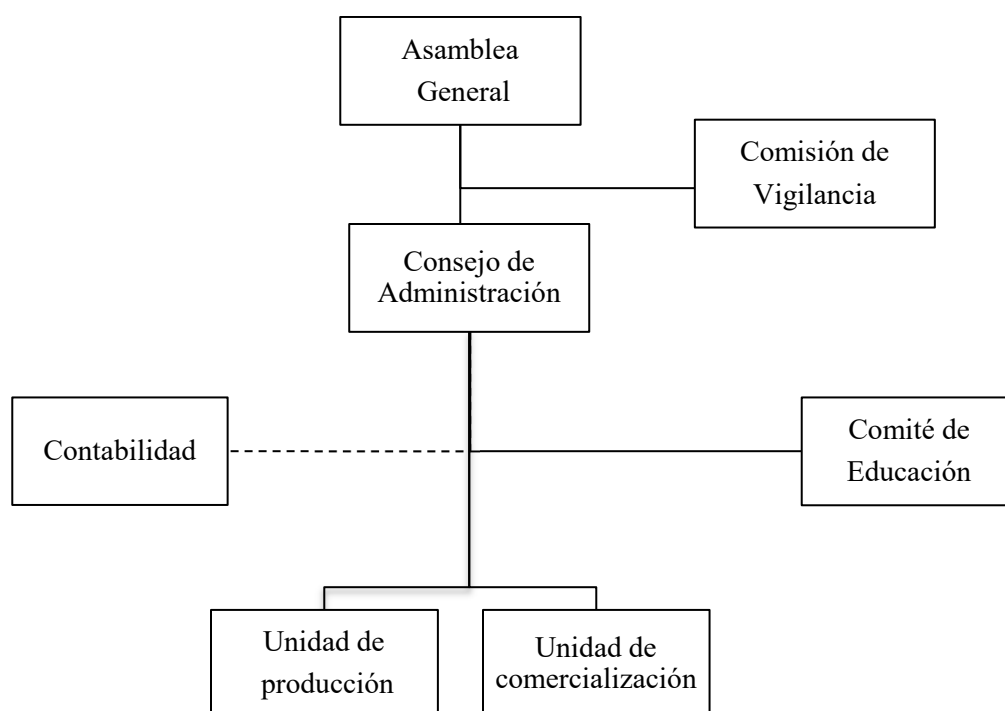 Asamblea
General
Comisión de
Vigilancia
Consejo de
Administración
Contabilidad
Comité de
Educación
Unidad de
producción
Unidad de
comercialización